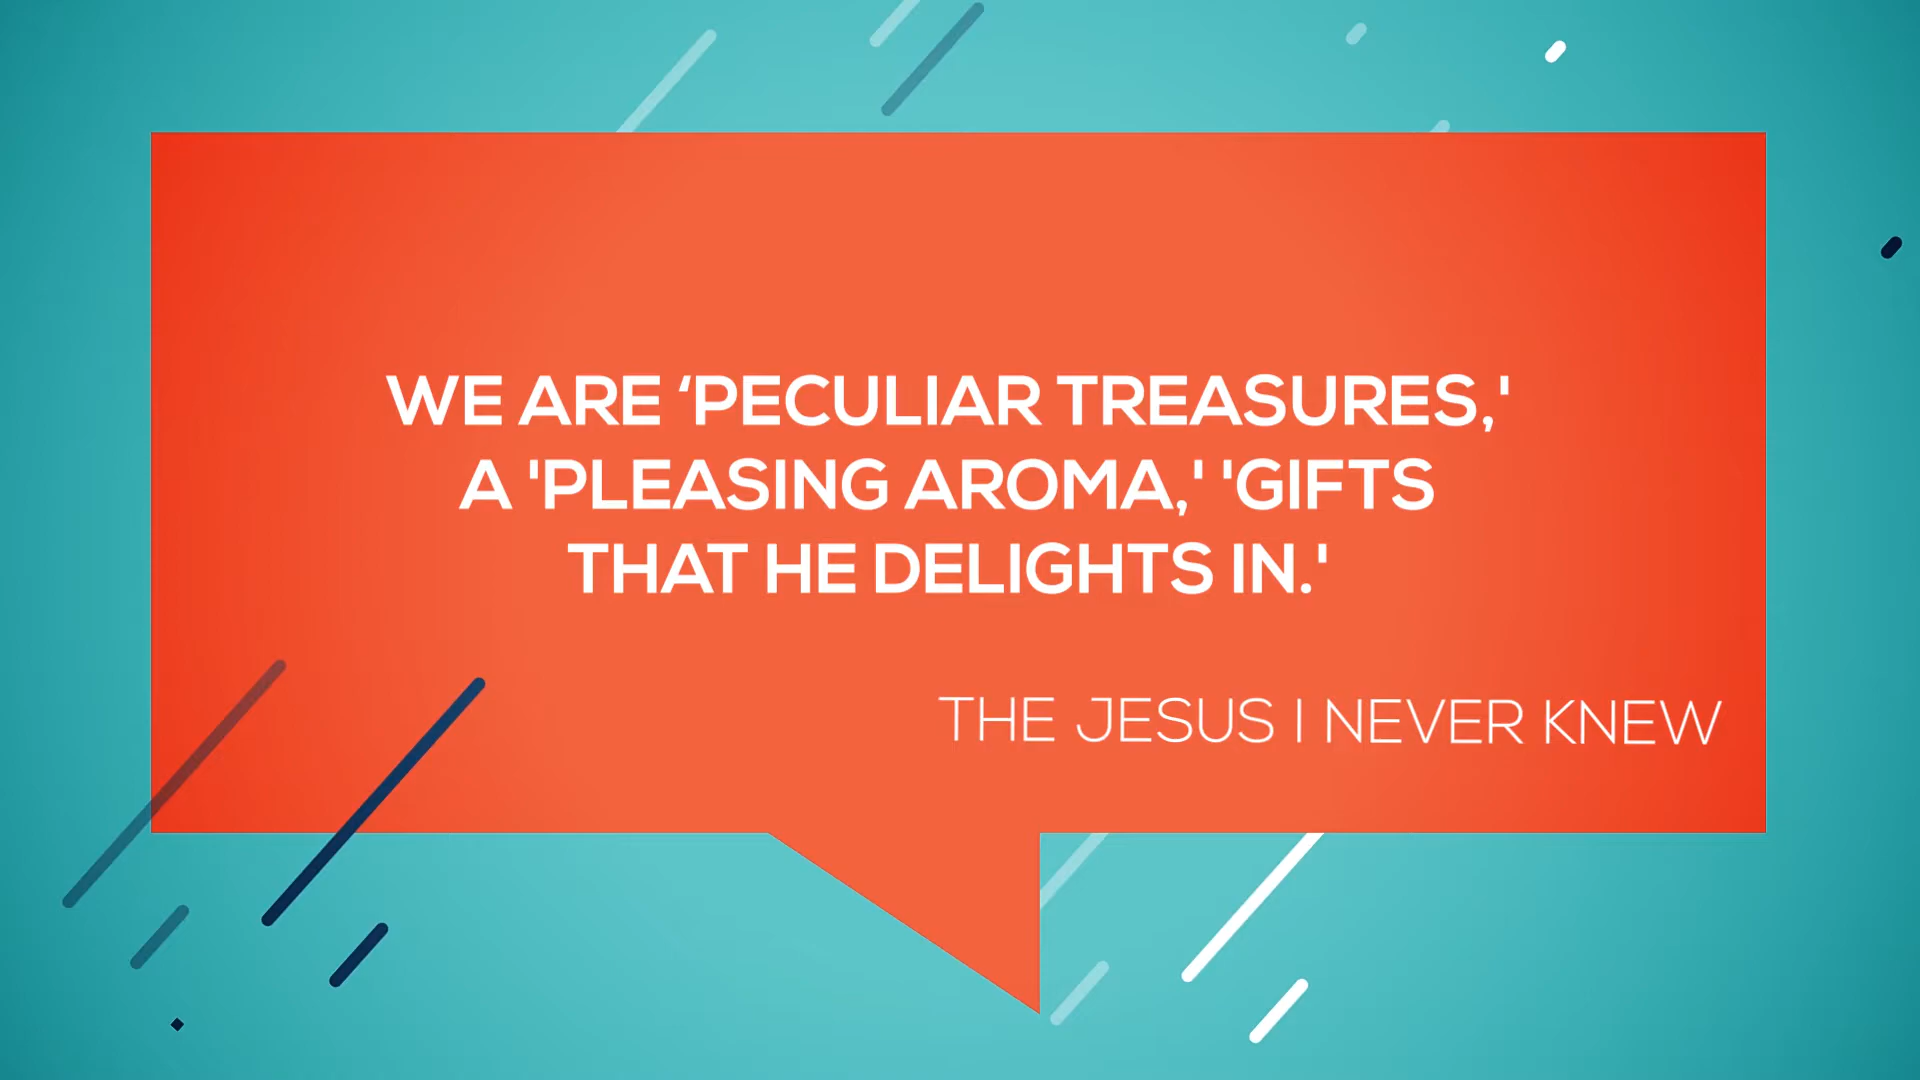 WE ARE ‘PECULIAR TREASURES,'
A 'PLEASING AROMA,' 'GIFTS
THAT HE DELIGHTS IN.'
THE JESUS I NEVER KNEW